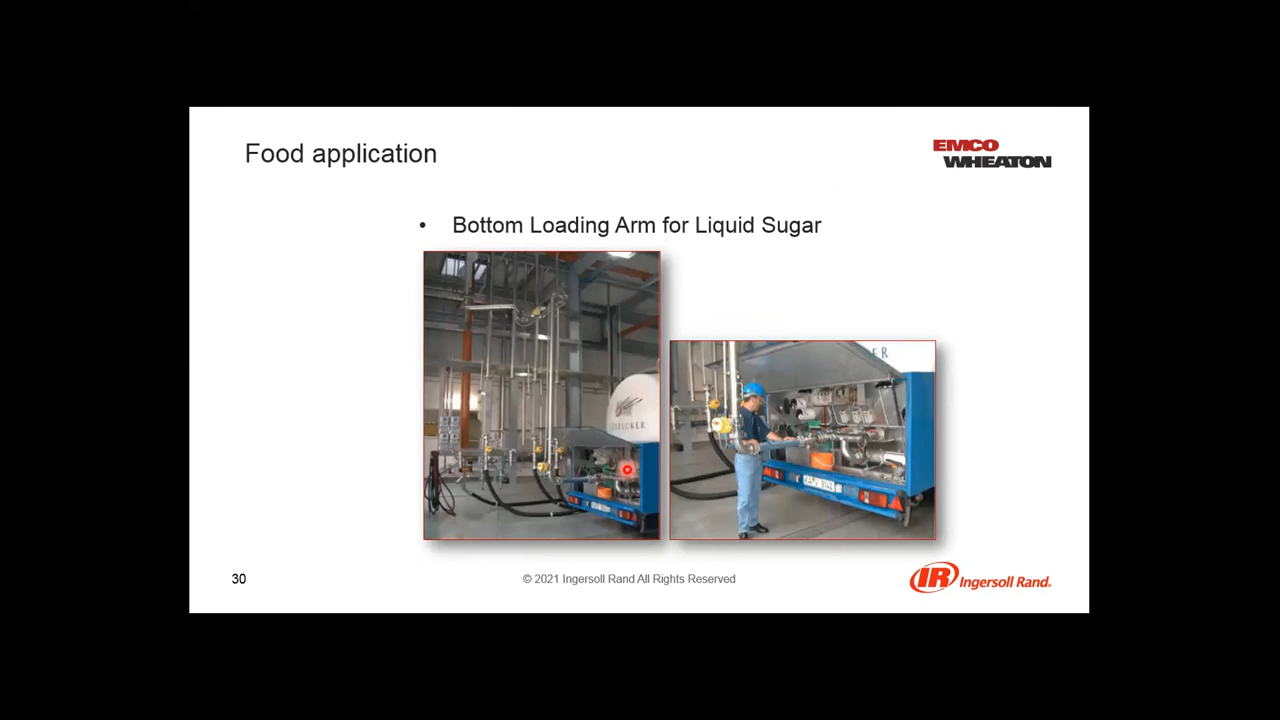 Food application
EMCO
WHEATON
• Bottom Loading Arm for Liquid Sugar
30
© 2021 Ingersoll Rand All Rights Reserved
IR Ingersoll Rand®